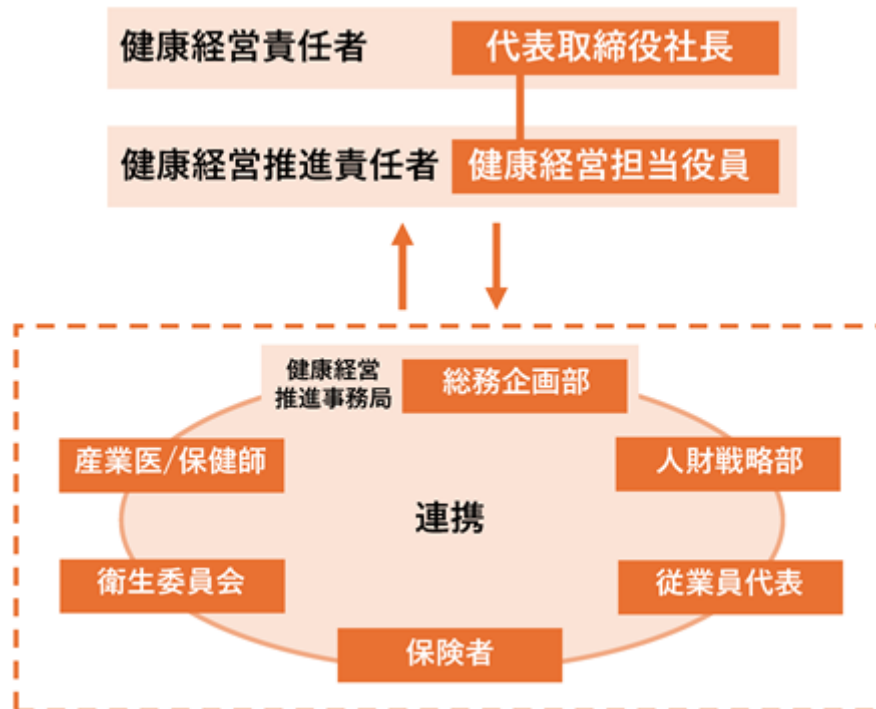 健康経営責任者 代表取締役社長
健康経営推進責任者 健康経営担当役員
健康経営
推進事務局
総務企画部
産業医/保健師
人財戦略部
連携
衛生委員会
従業員代表
保険者